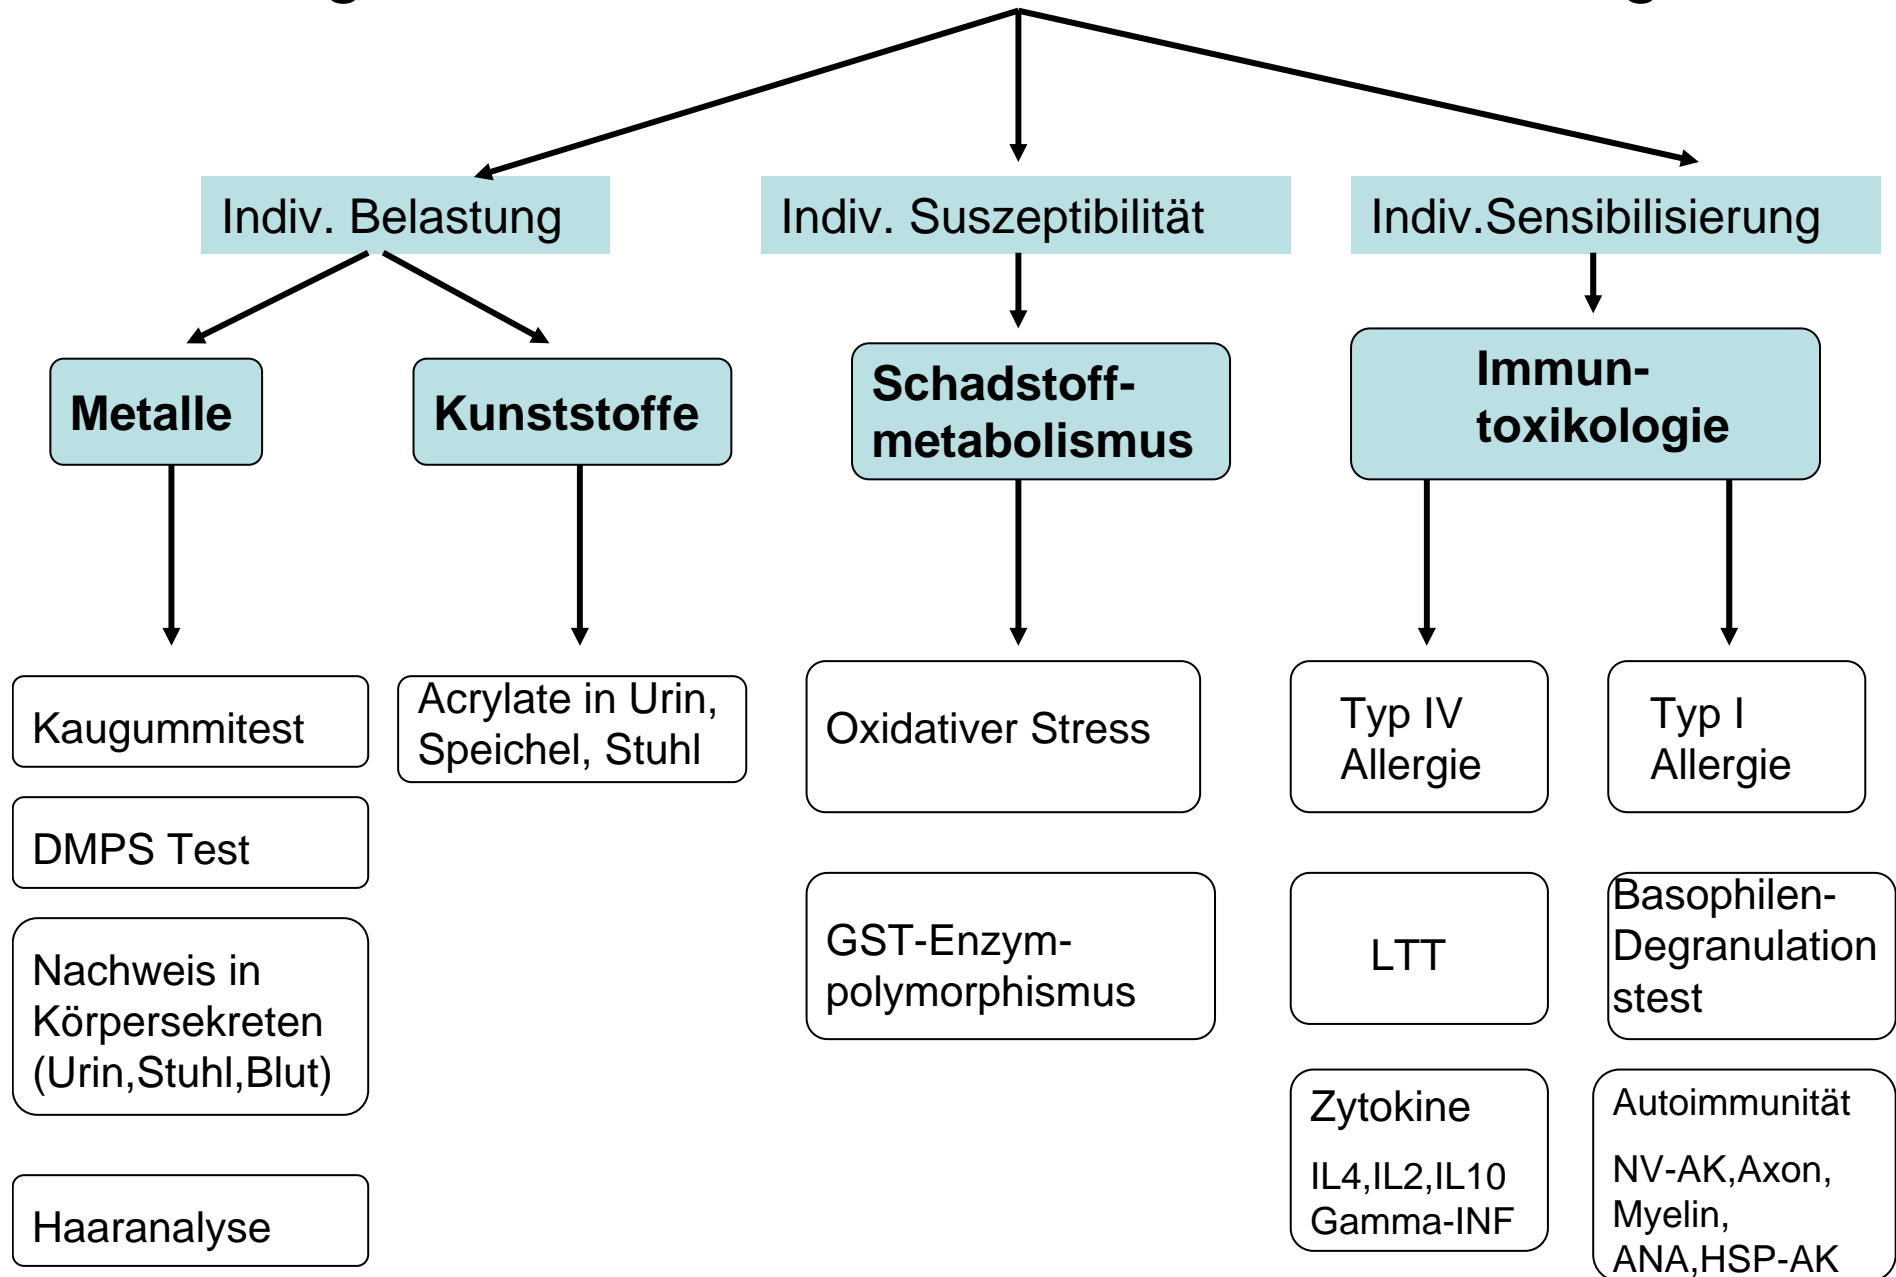 Indiv. Belastung
Indiv. Suszeptibilität
Indiv.Sensibilisierung
Metalle
Kunststoffe
Schadstoff-
metabolismus
Immun-
toxikologie
Kaugummitest
DMPS Test
Nachweis in
Körpersekreten
(Urin,Stuhl,Blut)
Haaranalyse
Acrylate in Urin,
Speichel, Stuhl
Oxidativer Stress
GST-Enzym-
polymorphismus
Typ IV
Allergie
LTT
Zytokine
IL4,IL2,IL10
Gamma-INF
Typ I
Allergie
Basophilen-
Degranulation
stest
Autoimmunität
NV-AK,Axon,
Myelin,
ANA,HSP-AK